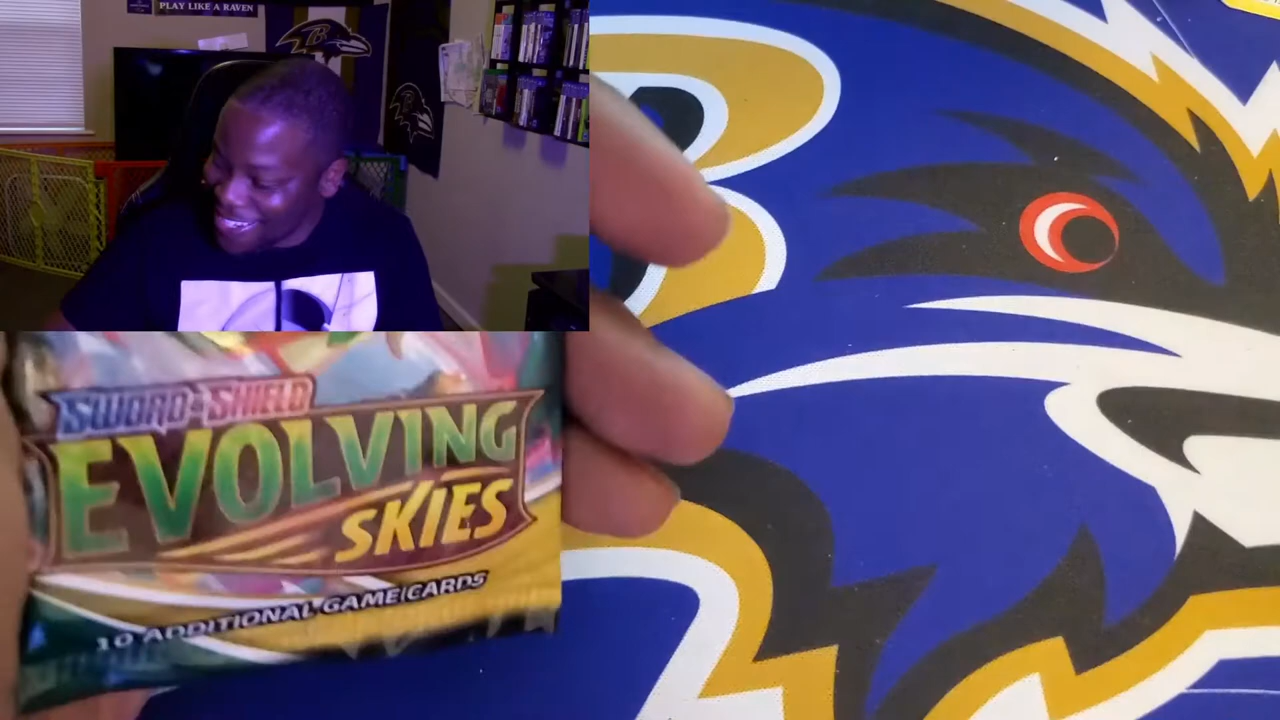 PLAY LIKE A RAVEN
B
SWORD & SHIELD
EVOLVING
SKIES
10 ADDITIONAL GAME CARDS
B